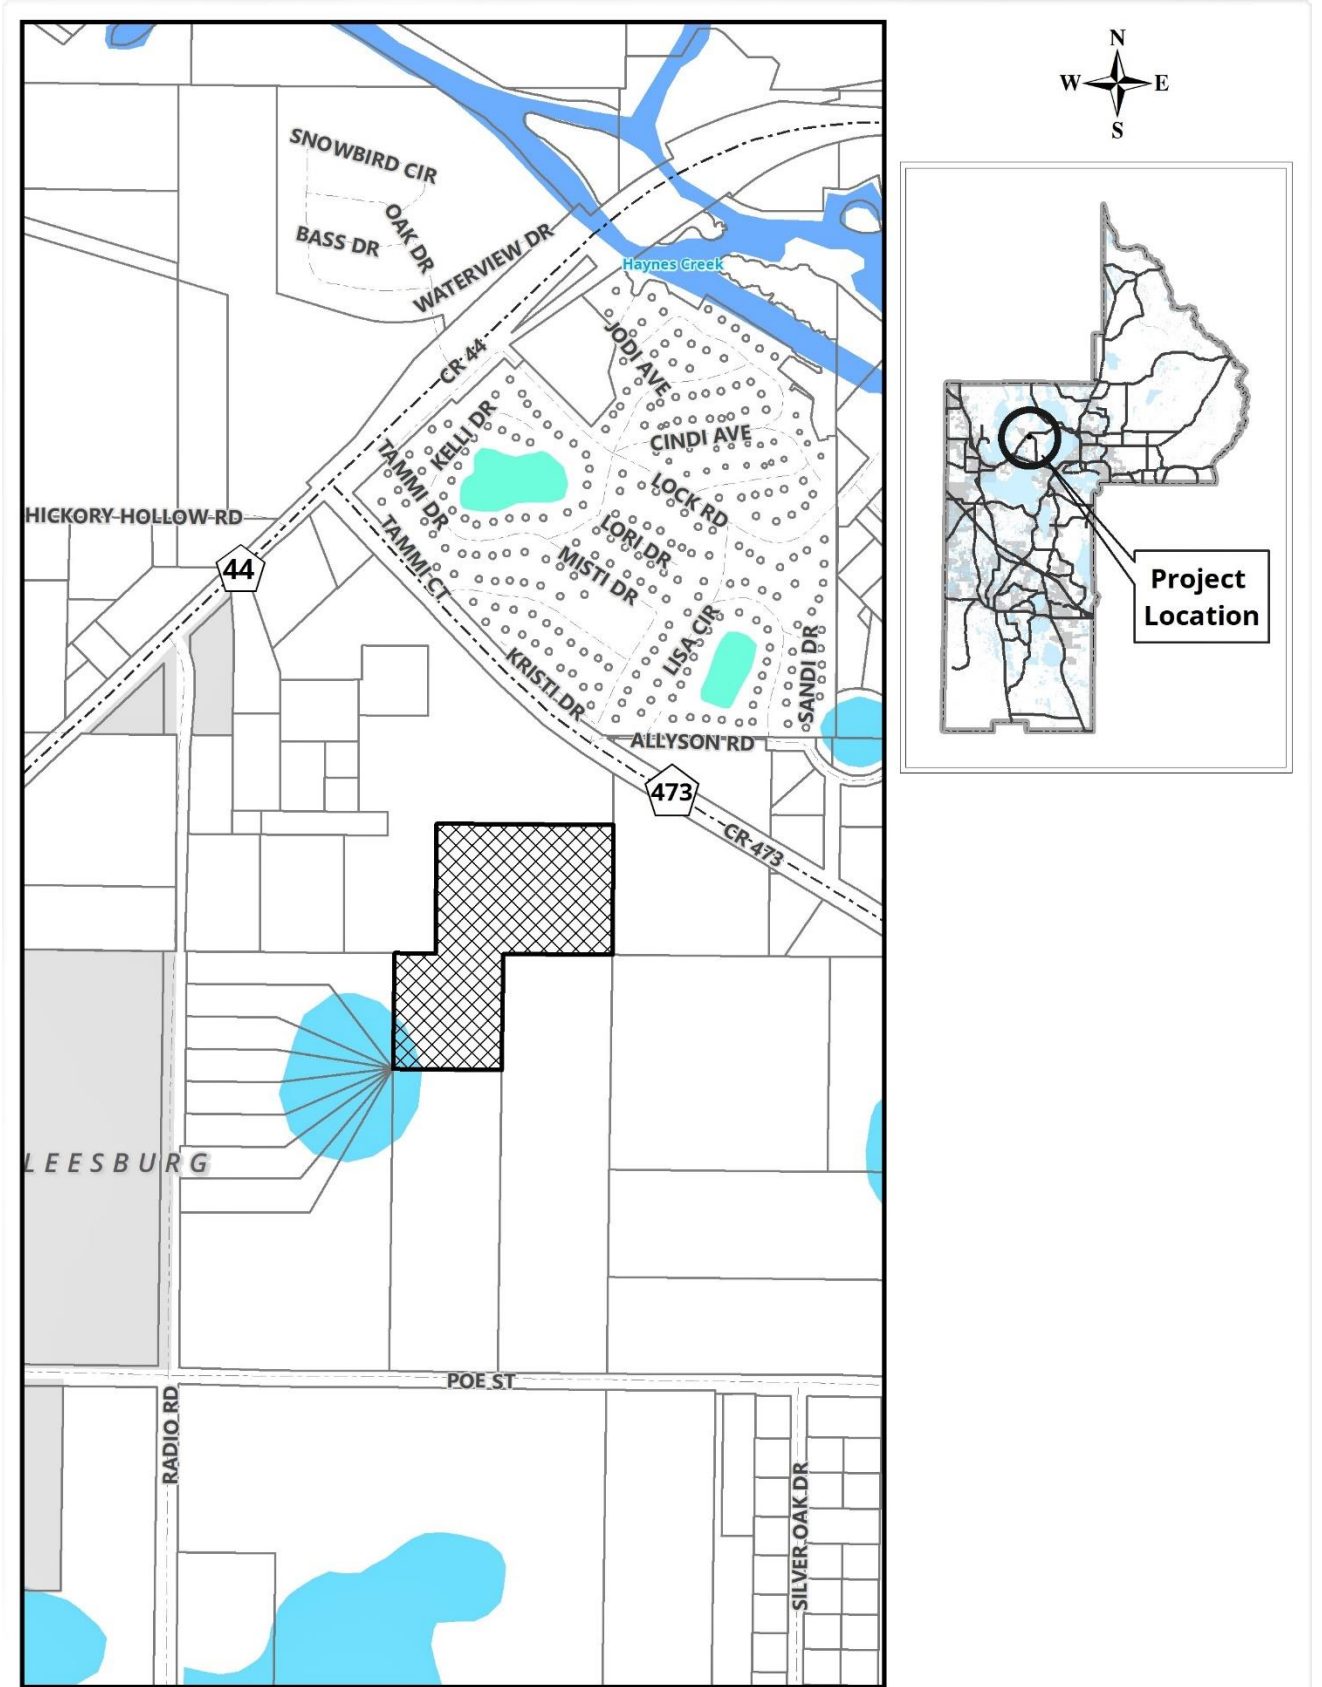 N
W E
S
SNOWBIRD CIR
OAK DR
BASS DR
WATERVIEW DR
Haynes Creek
JODI AVE
CR 44
KELLI DR
CINDI AVE
TAMMI DR
LOCK RD
HICKORY HOLLOW RD
LORI DR
TAMMI CT
MISTI DR
44
LISA CIR
SANDI DR
KRISTI DR
ALLYSON RD
473
CR 473
LEESBURG
POE ST
RADIO RD
SILVER OAK DR
Project
Location